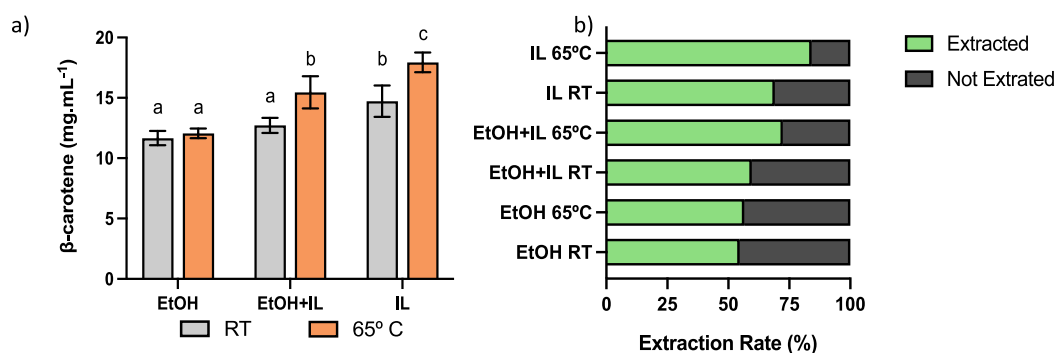 a)
β-carotene (mg.mL⁻¹)
20
15
10
5
0
a
a
a
b
b
c
EtOH
EtOH+IL
IL
RT
65º C
b)
IL 65ºC
IL RT
EtOH+IL 65ºC
EtOH+IL RT
EtOH 65ºC
EtOH RT
0
25
50
75
100
Extraction Rate (%)
Extracted
Not Extrated